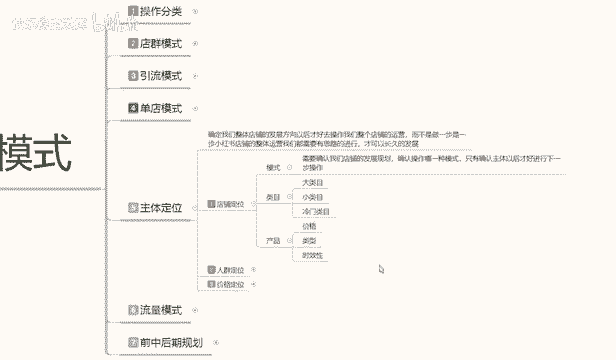 1 操作分类
2 店群模式
3 引流模式
4 单店模式
模式
确定我们整体店铺的发展方向以后才好去操作我们整个店铺的运营，而不是做一步是一
步小红书店铺的整体运营我们都需要有思路的进行，才可以长久的发展
模式
需要确认我们店铺的发展规划，确认操作哪一种模式，只有确认主体以后才好进行下一
步操作
大类目
类目
小类目
1 店铺定位
冷门类目
5 主体定位
价格
产品
类型
时效性
2 人群定位
3 价格定位
6 流量模式
7 前中后期规划